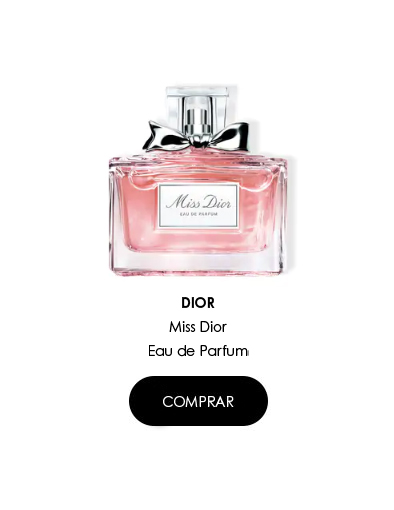 Miss Dior
EAU DE PARFUM
DIOR
Miss Dior
Eau de Parfum
COMPRAR